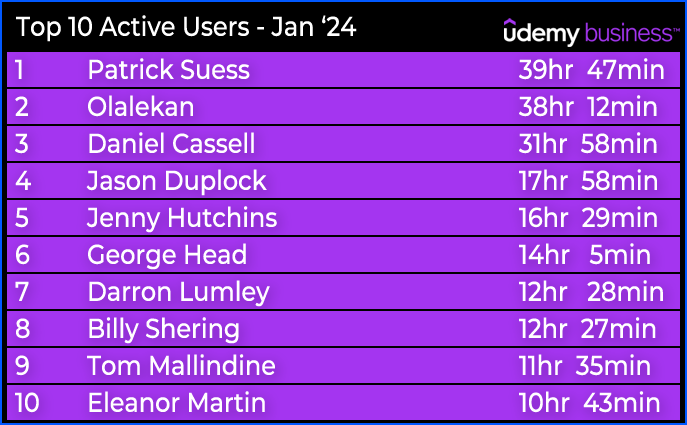 Top 10 Active Users - Jan ‘24 ûdemy business™
1 Patrick Suess 39hr 47min
2 Olalekan 38hr 12min
3 Daniel Cassell 31hr 58min
4 Jason Duplock 17hr 58min
5 Jenny Hutchins 16hr 29min
6 George Head 14hr 5min
7 Darron Lumley 12hr 28min
8 Billy Shering 12hr 27min
9 Tom Mallindine 11hr 35min
10 Eleanor Martin 10hr 43min